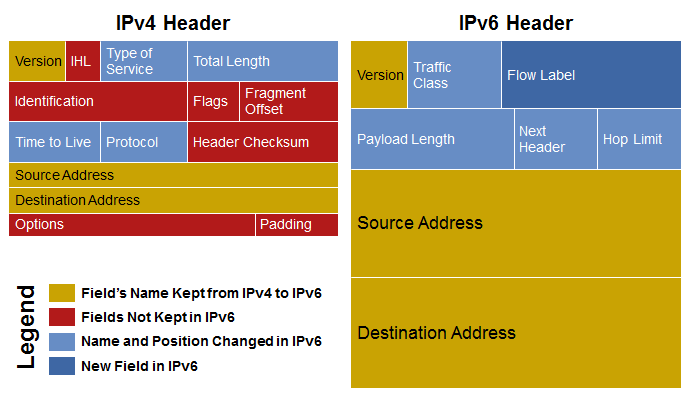 IPv4 Header
Version
IHL
Type of
Service
Total Length
Identification
Flags
Fragment
Offset
Time to Live
Protocol
Header Checksum
Source Address
Destination Address
Options
Padding
IPv6 Header
Version
Traffic
Class
Flow Label
Payload Length
Next
Header
Hop Limit
Source Address
Destination Address
Legend
Field's Name Kept from IPv4 to IPv6
Fields Not Kept in IPv6
Name and Position Changed in IPv6
New Field in IPv6